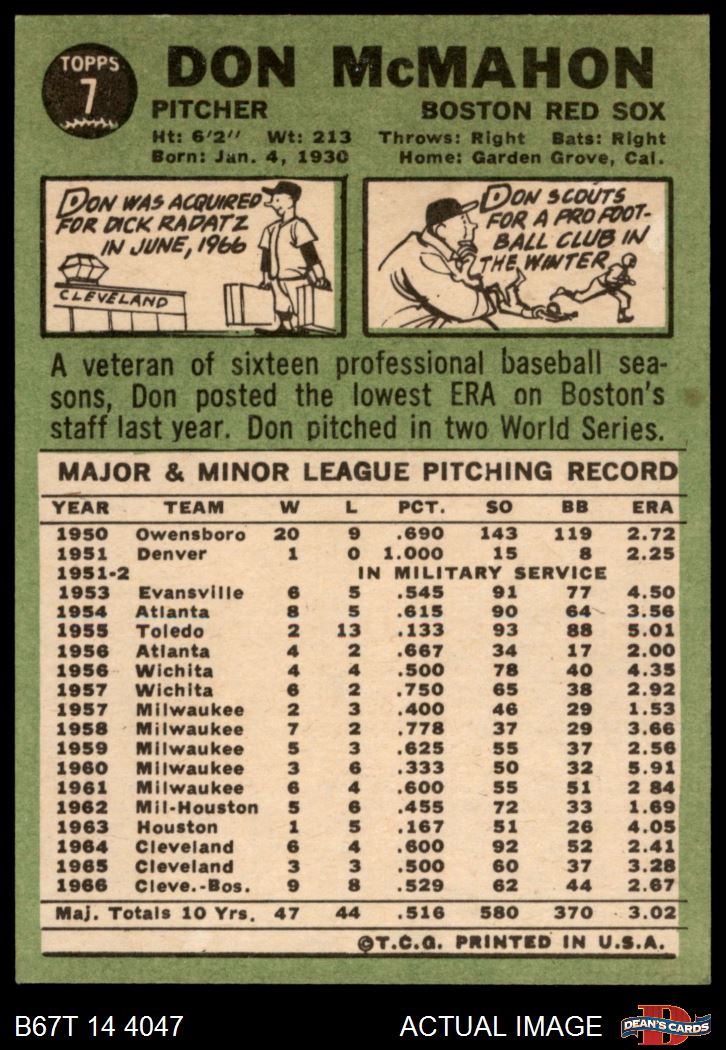 TOPPS
7
DON McMAHON
PITCHER BOSTON RED SOX
Ht: 6'2" Wt: 213 Throws: Right Bats: Right
Born: Jan. 4, 1930 Home: Garden Grove, Cal.
DON WAS ACQUIRED
FOR DICK RADATZ
IN JUNE, 1966
CLEVELAND
DON SCOUTS
FOR A PRO FOOT-
BALL CLUB IN
THE WINTER
A veteran of sixteen professional baseball sea-
sons, Don posted the lowest ERA on Boston's
staff last year. Don pitched in two World Series.
MAJOR & MINOR LEAGUE PITCHING RECORD
YEAR TEAM W L PCT. SO BB ERA
1950 Owensboro 20 9 .690 143 119 2.72
1951 Denver 1 0 1.000 15 8 2.25
1951-2 IN MILITARY SERVICE
1953 Evansville 6 5 .545 91 77 4.50
1954 Atlanta 8 5 .615 90 64 3.56
1955 Toledo 2 13 .133 93 88 5.01
1956 Atlanta 4 2 .667 34 17 2.00
1956 Wichita 4 4 .500 78 40 4.35
1957 Wichita 6 2 .750 65 38 2.92
1957 Milwaukee 2 3 .400 46 29 1.53
1958 Milwaukee 7 2 .778 37 29 3.66
1959 Milwaukee 5 3 .625 55 37 2.56
1960 Milwaukee 3 6 .333 50 32 5.91
1961 Milwaukee 6 4 .600 55 51 2 84
1962 Mil-Houston 5 6 .455 72 33 1.69
1963 Houston 1 5 .167 51 26 4.05
1964 Cleveland 6 4 .600 92 52 2.41
1965 Cleveland 3 3 .500 60 37 3.28
1966 Cleve.-Bos. 9 8 .529 62 44 2.67
Maj. Totals 10 Yrs. 47 44 .516 580 370 3.02
©T.C.G. PRINTED IN U.S.A.
B67T 14 4047 ACTUAL IMAGE
D
DEAN'S CARDS